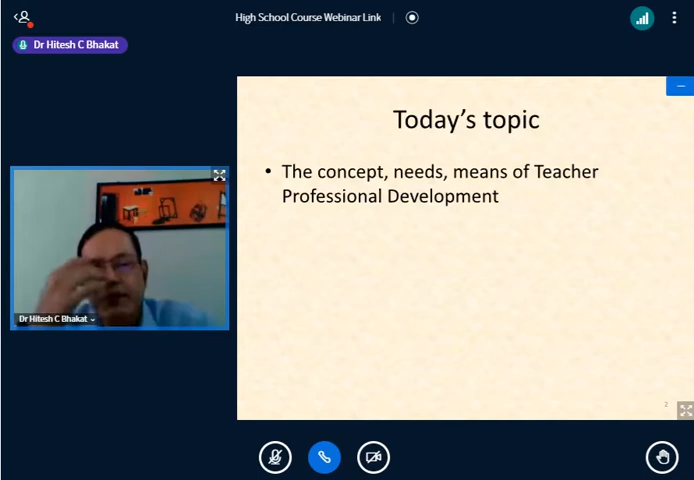 High School Course Webinar Link
Dr Hitesh C Bhakat
Today's topic
• The concept, needs, means of Teacher
Professional Development
Dr Hitesh C Bhakat
2